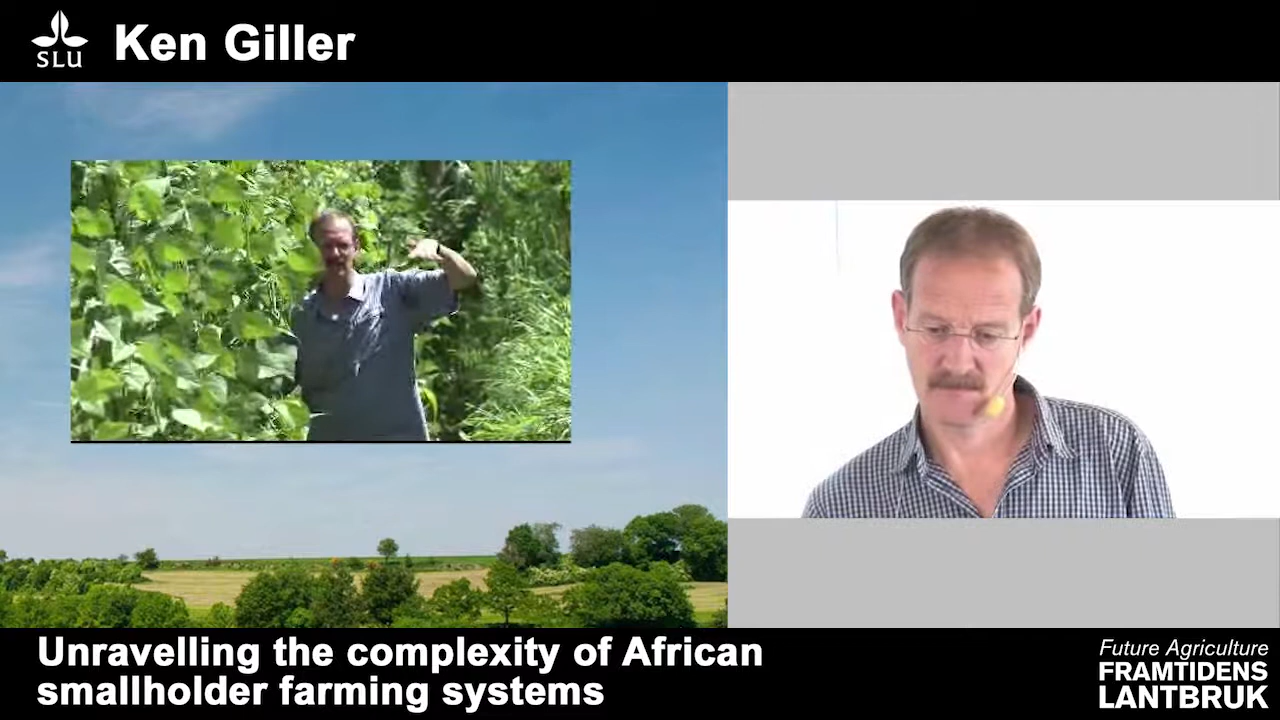 SLU
Ken Giller
Unravelling the complexity of African
smallholder farming systems
Future Agriculture
FRAMTIDENS
LANTBRUK